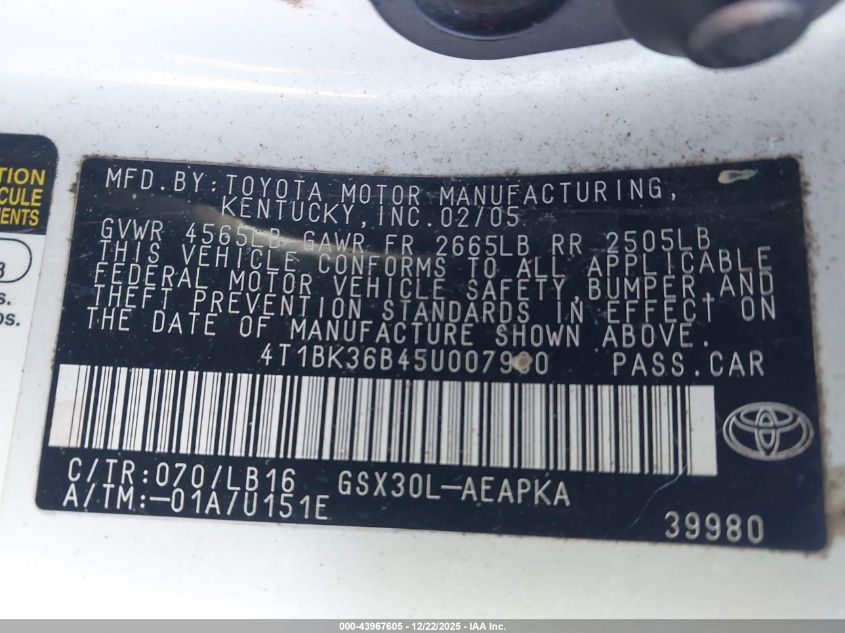 MFD.BY:TOYOTA MOTOR MANUFACTURING,
KENTUCKY,INC.02/05
GVWR 4565LB GAWR FR 2665LB RR 2505LB
THIS VEHICLE CONFORMS TO ALL APPLICABLE
FEDERAL MOTOR VEHICLE SAFETY,BUMPER,AND
THEFT PREVENTION STANDARDS IN EFFECT ON
THE DATE OF MANUFACTURE SHOWN ABOVE.
PASS.CAR
C/TR:070/LB16 GSX30L-AEAPKA
A/TM:-01A/U151E
39980
000-43967605 - 12/22/2025 - IAA Inc.